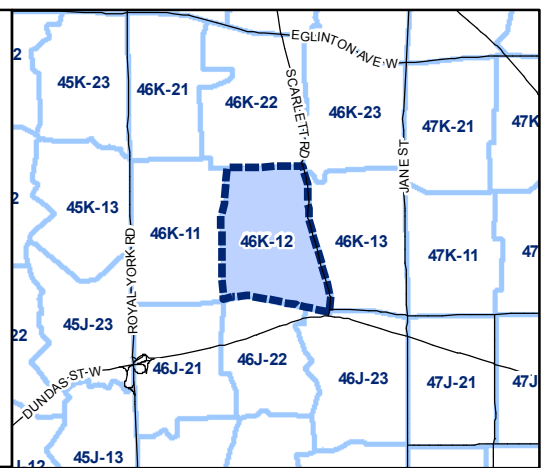 EGLINTON AVE W
2
45K-23
46K-21
46K-22
46K-23
47K-21
47K
SCARLETT RD
JANE ST
2
45K-13
46K-11
46K-12
46K-13
47K-11
47
ROYAL YORK RD
22
45J-23
46J-21
46J-22
46J-23
47J-21
47J
DUNDAS ST W
45J-13
J-12